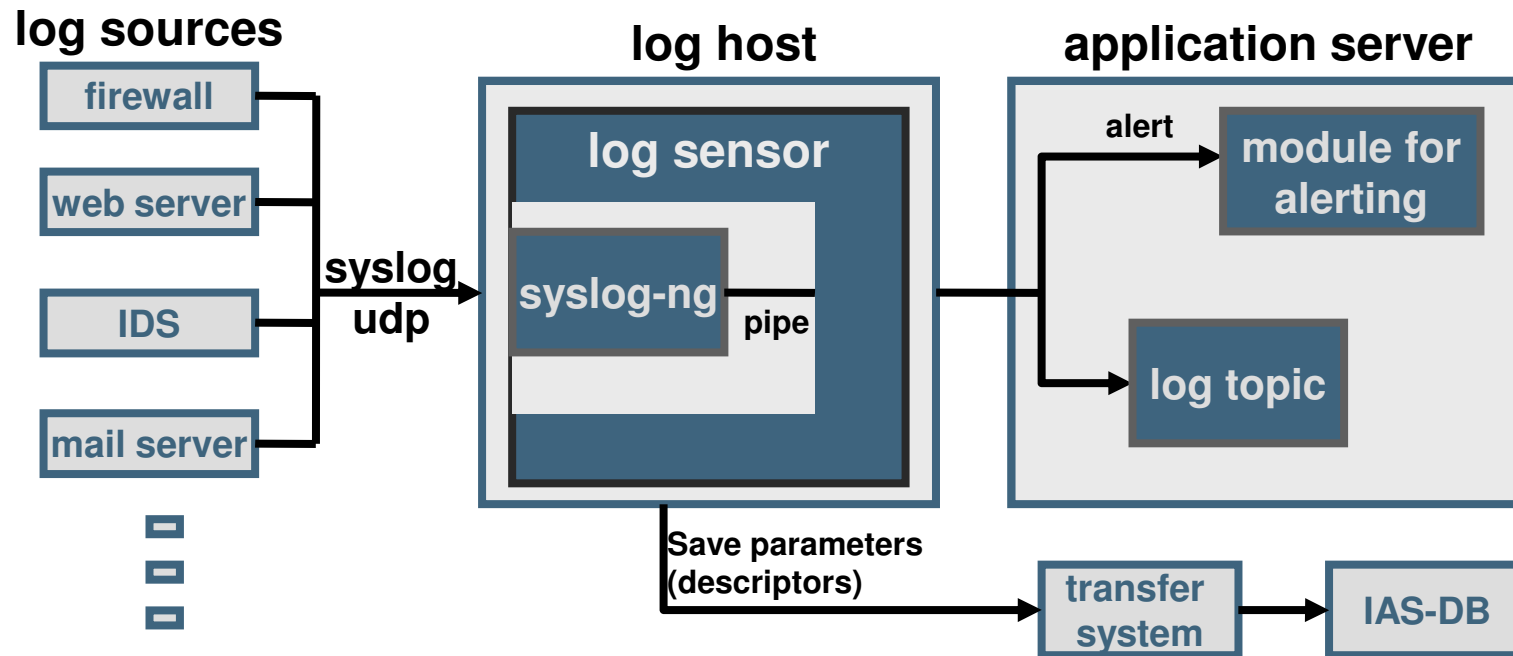 log sources
log host
application server
firewall
web server
IDS
mail server
syslog
udp
log sensor
syslog-ng
pipe
alert
module for
alerting
log topic
Save parameters
(descriptors)
transfer
system
IAS-DB